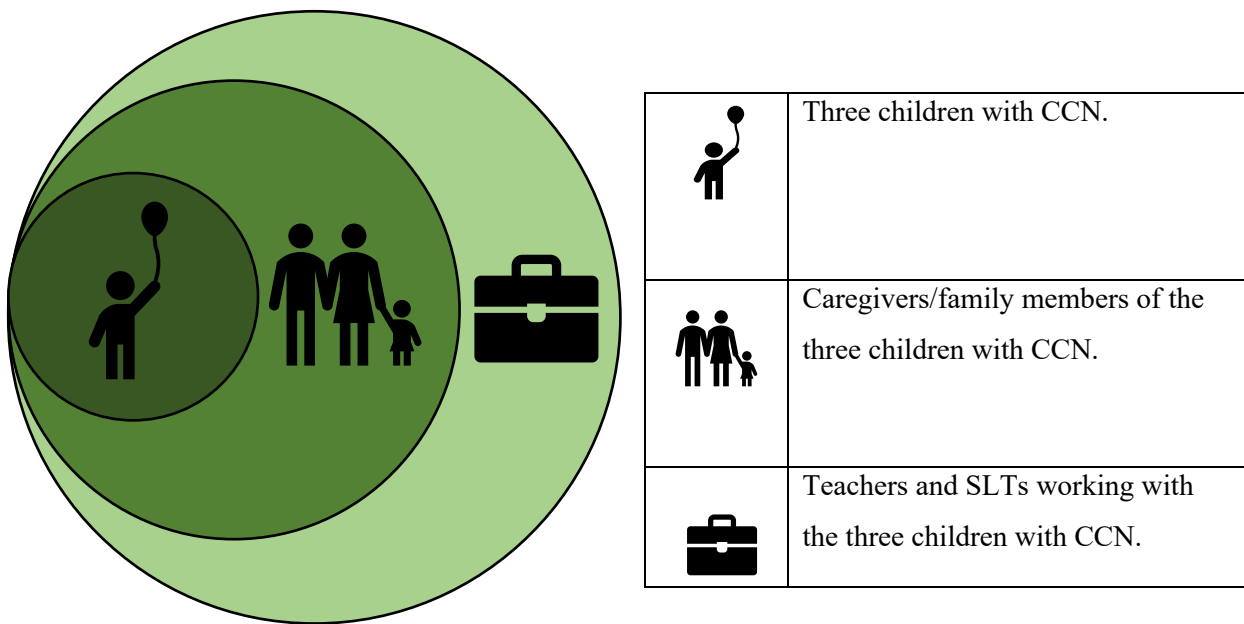 Three children with CCN.
Caregivers/family members of the
three children with CCN.
Teachers and SLTs working with
the three children with CCN.